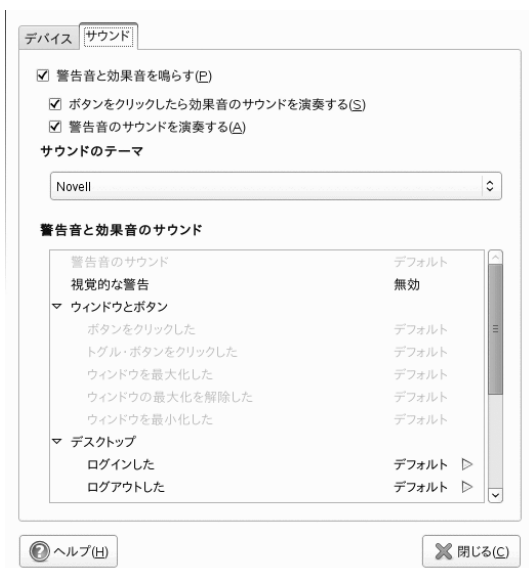 デバイス サウンド
警告音と効果音を鳴らす(P)
ボタンをクリックしたら効果音のサウンドを演奏する(S)
警告音のサウンドを演奏する(A)
サウンドのテーマ
Novell
警告音と効果音のサウンド
警告音のサウンド デフォルト
視覚的な警告 無効
ウィンドウとボタン
ボタンをクリックした デフォルト
トグル・ボタンをクリックした デフォルト
ウィンドウを最大化した デフォルト
ウィンドウの最大化を解除した デフォルト
ウィンドウを最小化した デフォルト
デスクトップ
ログインした デフォルト
ログアウトした デフォルト
ヘルプ(H) 閉じる(C)